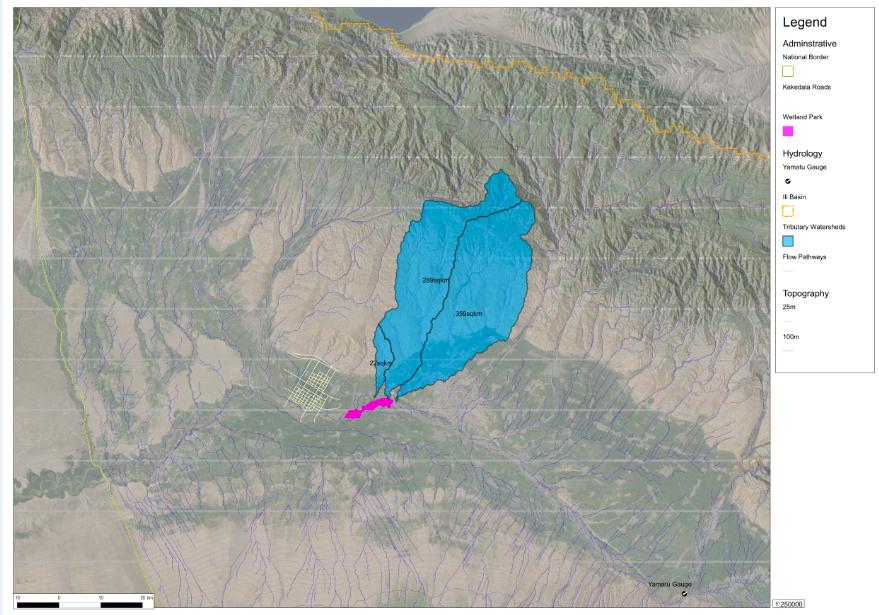 Legend
Adminstrative
National Border
Kekedala Roads
Wetland Park
Hydrology
Yamatu Gauge
Ili Basin
Tributary Watersheds
Flow Pathways
Topography
25m
100m
289sqkm
359sqkm
22sqkm
Yamatu Gauge
10 0 10 20 km
1:250000